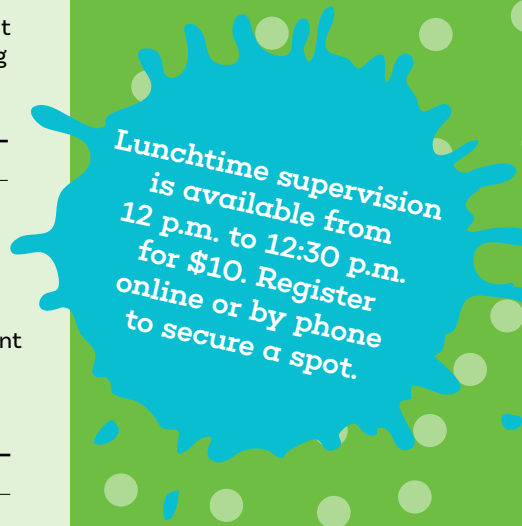 t
g
nt
Lunchtime supervision
is available from
12 p.m. to 12:30 p.m.
for $10. Register
online or by phone
to secure a spot.